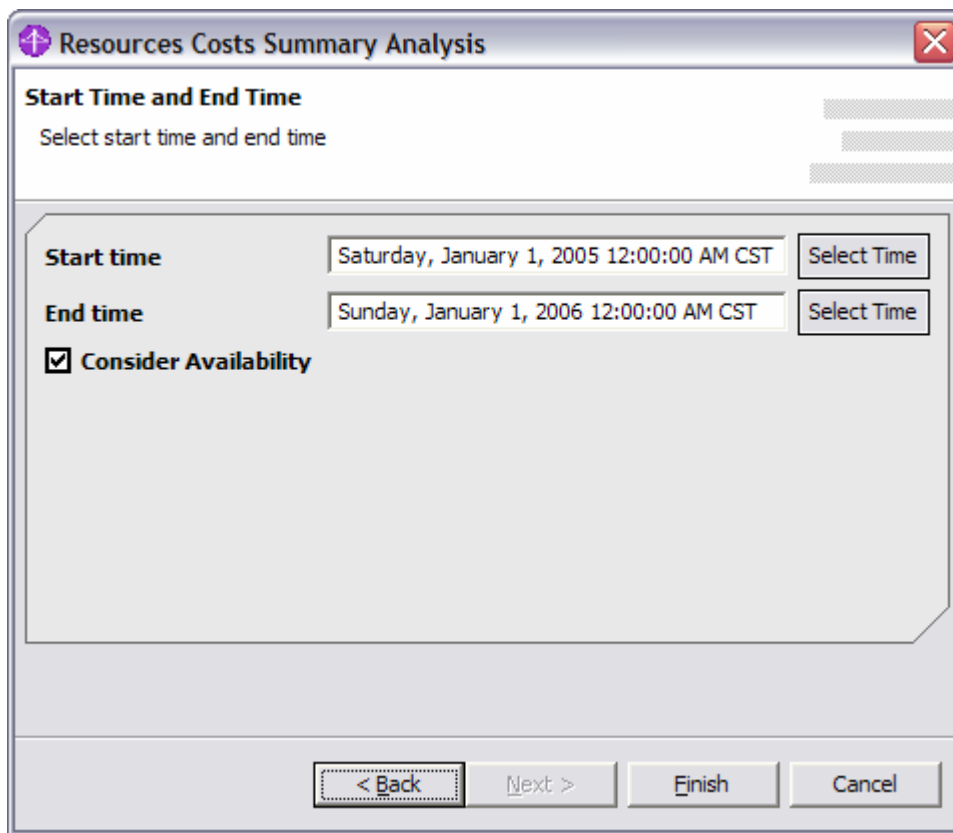 Resources Costs Summary Analysis
Start Time and End Time
Select start time and end time
Start time Saturday, January 1, 2005 12:00:00 AM CST Select Time
End time Sunday, January 1, 2006 12:00:00 AM CST Select Time
Consider Availability
< Back Next > Finish Cancel